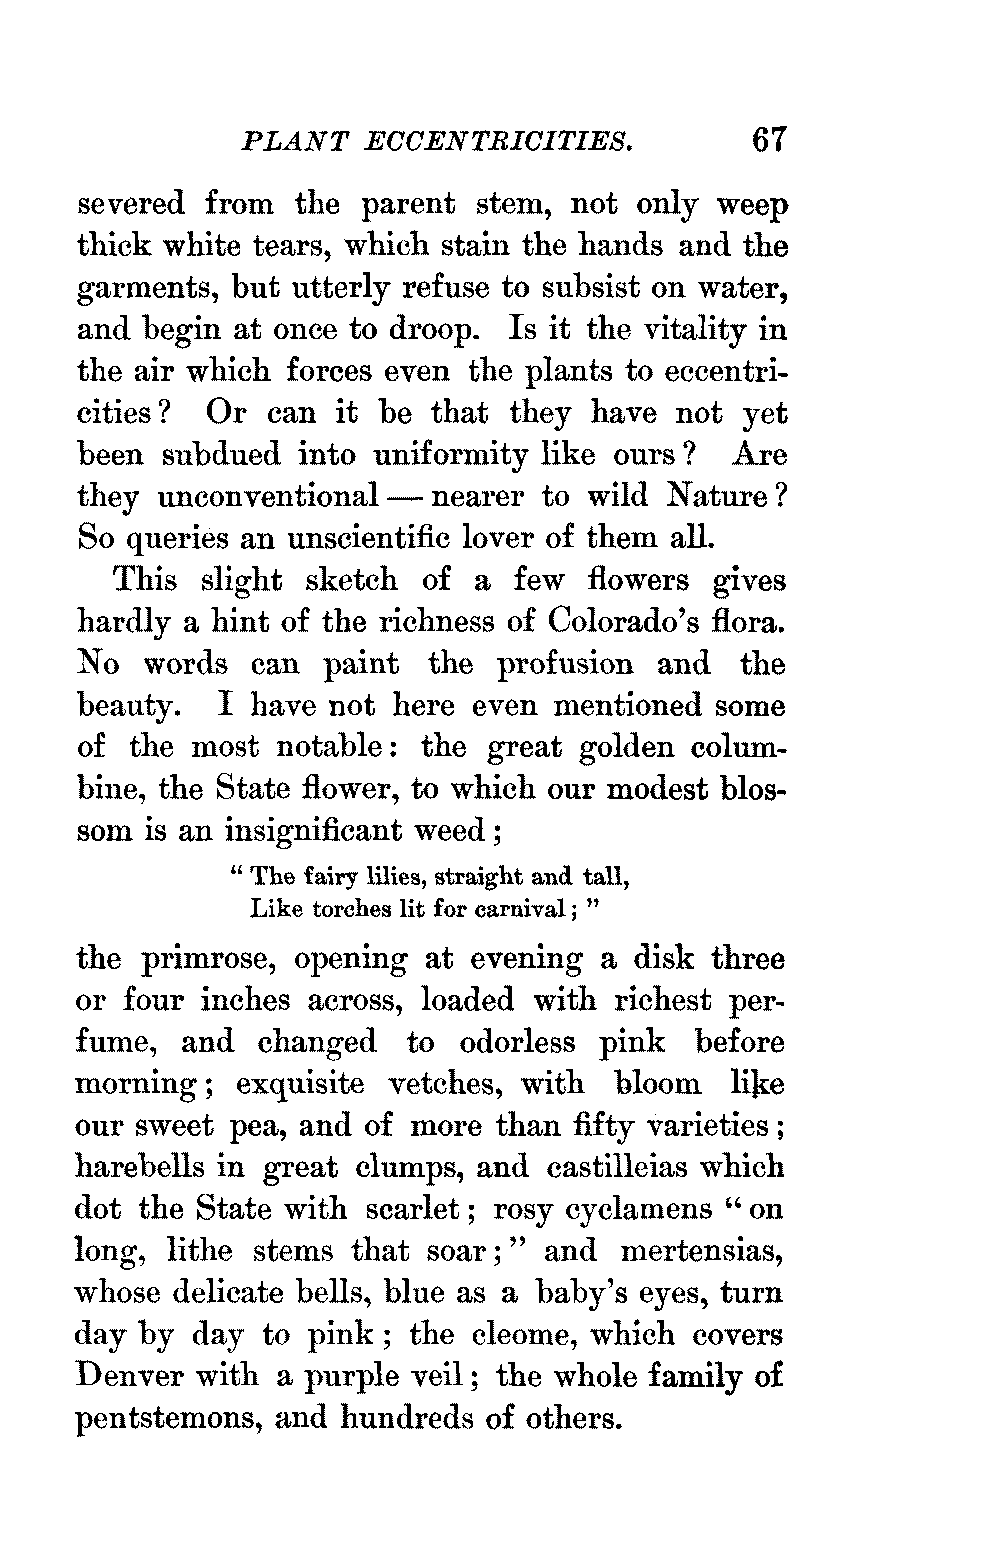 PLANT ECCENTRICITIES. 67
severed from the parent stem, not only weep
thick white tears, which stain the hands and the
garments, but utterly refuse to subsist on water,
and begin at once to droop. Is it the vitality in
the air which forces even the plants to eccentri-
cities? Or can it be that they have not yet
been subdued into uniformity like ours? Are
they unconventional — nearer to wild Nature?
So queries an unscientific lover of them all.
This slight sketch of a few flowers gives
hardly a hint of the richness of Colorado's flora.
No words can paint the profusion and the
beauty. I have not here even mentioned some
of the most notable: the great golden colum-
bine, the State flower, to which our modest blos-
som is an insignificant weed;
"The fairy lilies, straight and tall,
Like torches lit for carnival;"
the primrose, opening at evening a disk three
or four inches across, loaded with richest per-
fume, and changed to odorless pink before
morning; exquisite vetches, with bloom like
our sweet pea, and of more than fifty varieties;
harebells in great clumps, and castilleias which
dot the State with scarlet; rosy cyclamens "on
long, lithe stems that soar;" and mertensias,
whose delicate bells, blue as a baby's eyes, turn
day by day to pink; the cleome, which covers
Denver with a purple veil; the whole family of
pentstemons, and hundreds of others.